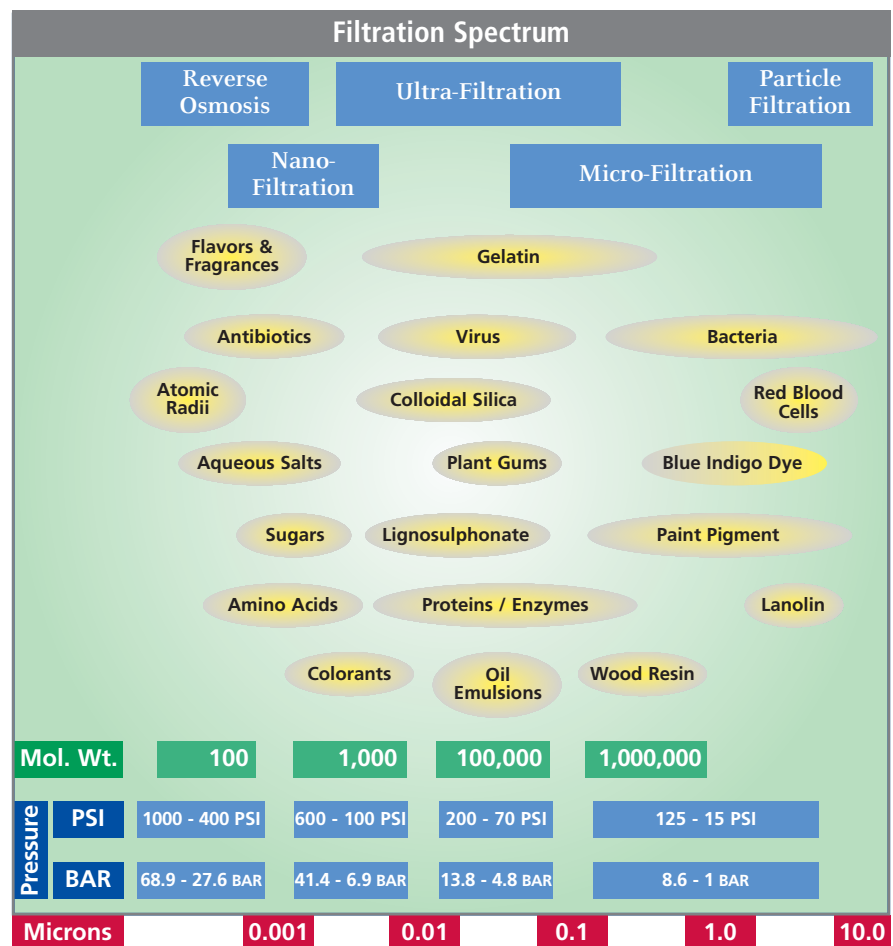 Filtration Spectrum
Reverse
Osmosis
Ultra-Filtration
Particle
Filtration
Nano-
Filtration
Micro-Filtration
Flavors &
Fragrances
Gelatin
Antibiotics
Virus
Bacteria
Atomic
Radii
Colloidal Silica
Red Blood
Cells
Aqueous Salts
Plant Gums
Blue Indigo Dye
Sugars
Lignosulphonate
Paint Pigment
Amino Acids
Proteins / Enzymes
Lanolin
Colorants
Oil
Emulsions
Wood Resin
Mol. Wt.
100
1,000
100,000
1,000,000
Pressure
PSI
1000 - 400 PSI
600 - 100 PSI
200 - 70 PSI
125 - 15 PSI
BAR
68.9 - 27.6 BAR
41.4 - 6.9 BAR
13.8 - 4.8 BAR
8.6 - 1 BAR
Microns
0.001
0.01
0.1
1.0
10.0